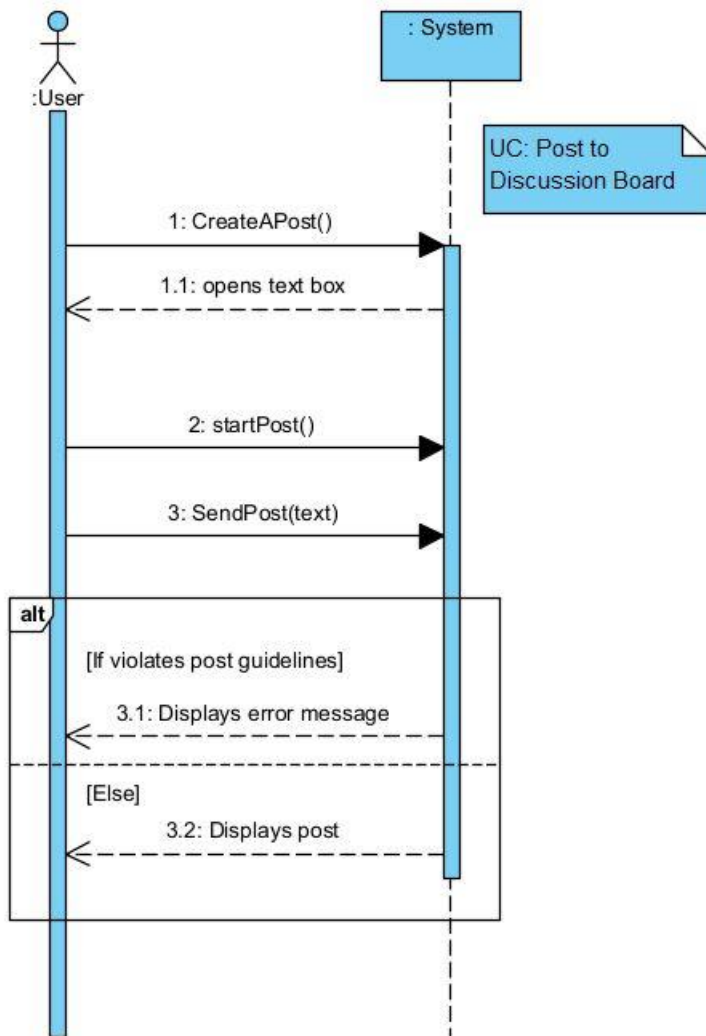 : System
:User
UC: Post to
Discussion Board
1: CreateAPost()
1.1: opens text box
2: startPost()
3: SendPost(text)
alt
[If violates post guidelines]
3.1: Displays error message
[Else]
3.2: Displays post